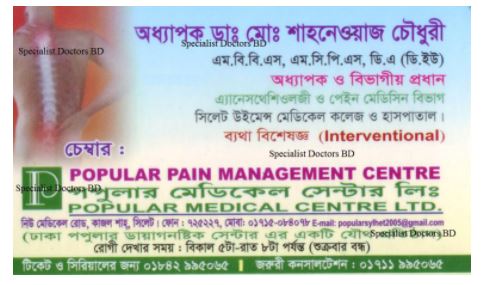 অধ্যাপক ডাঃ মোঃ শাহনেওয়াজ চৌধুরী
Specialist Doctors BD
Specialist Doctors BD
এম.বি.বি.এস, এম.সি.পি.এস, ডি.এ (ডি.ইউ)
অধ্যাপক ও বিভাগীয় প্রধান
এ্যানেসথেশিওলজী ও পেইন মেডিসিন বিভাগ
সিলেট উইমেন্স মেডিকেল কলেজ ও হাসপাতাল।
ব্যথা বিশেষজ্ঞ (Interventional)
চেম্বার :
Specialist Doctors BD
POPULAR PAIN MANAGEMENT CENTRE
Specialist Doctors BD
পপুলার মেডিকেল সেন্টার লিঃ
POPULAR MEDICAL CENTRE LTD.
নিউ মেডিকেল রোড, কাজল শাহ্, সিলেট। ফোন : ৭২৫২২৭, মোবা: ০১৭১৫-০৮৪০৭৮ E-mail: popularsylhet2005@gmail.com
(ঢাকা পপুলার ডায়াগনষ্টিক সেন্টার এর একটি যৌথ
Specialist Doctors BD
রোগী দেখার সময় : বিকাল ৫টা-রাত ৮টা পর্যন্ত (শুক্রবার বন্ধ)
টিকেট ও সিরিয়ালের জন্য ০১৮৪২ ৯৯৫০৬৫ | জরুরী কনসালটেশন : ০১৭১১ ৯৯৫০৬৫